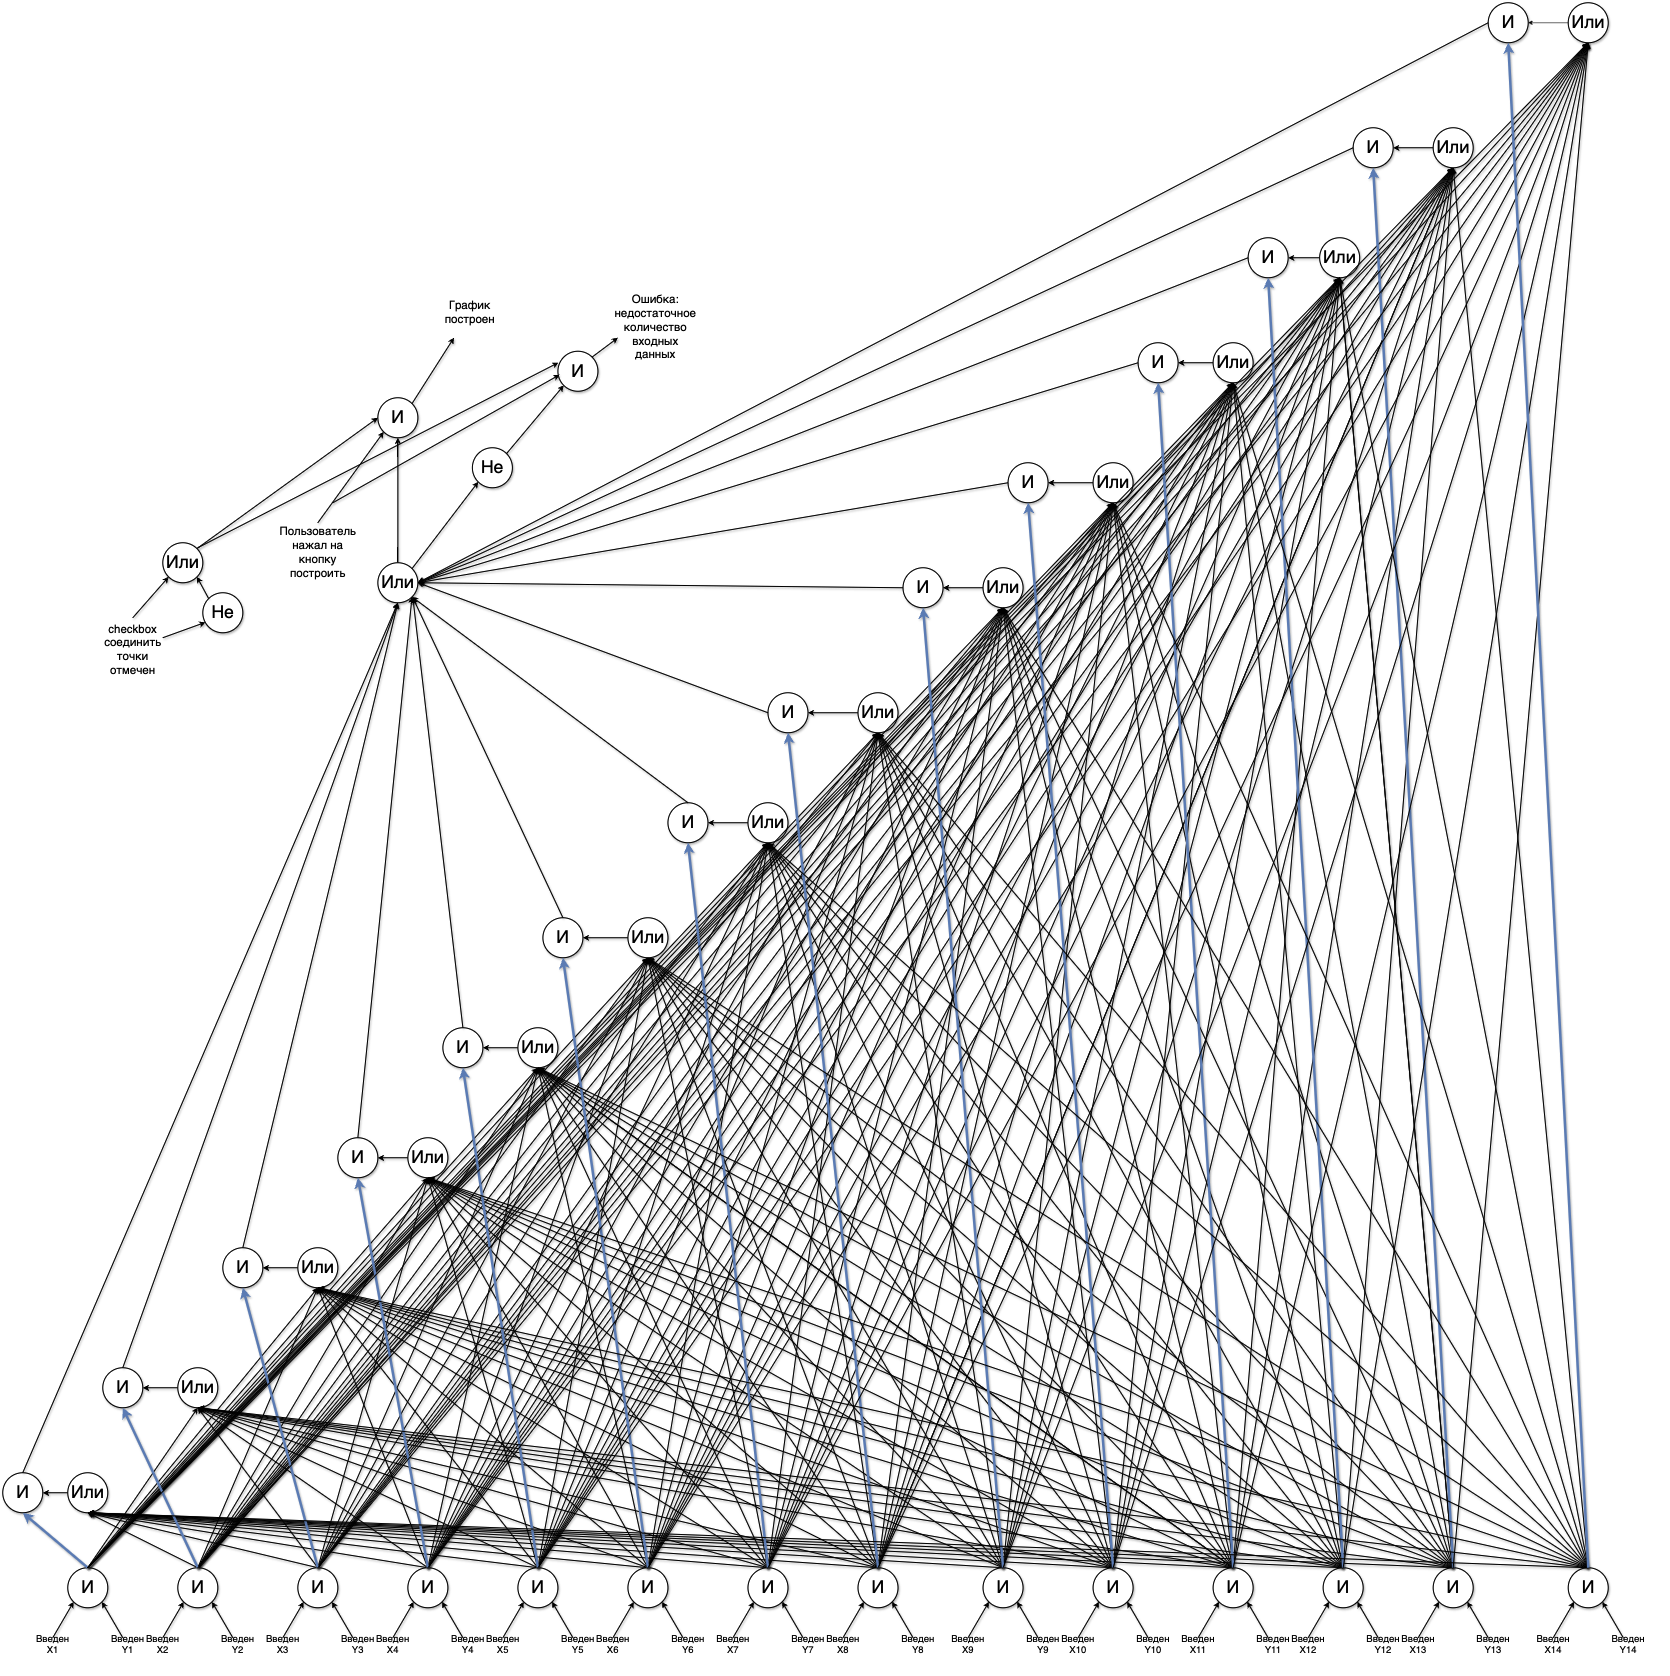 И Или
И Или
И Или
График
построен
Ошибка:
недостаточное
количество
входных
данных
И Или
И
И
Не
И Или
Пользователь
нажал на
кнопку
построить
Или
Или
И Или
Не
checkbox
соединить
точки
отмечен
И Или
И Или
И Или
И Или
И Или
И Или
И Или
И Или
И И И И И И И И И И И И И И
Введен Введен Введен Введен Введен Введен Введен Введен Введен Введен Введен Введен Введен Введен Введен Введен Введен Введен Введен Введен Введен Введен Введен Введен Введен Введен Введен Введен
X1 Y1 X2 Y2 X3 Y3 X4 Y4 X5 Y5 X6 Y6 X7 Y7 X8 Y8 X9 Y9 X10 Y10 X11 Y11 X12 Y12 X13 Y13 X14 Y14